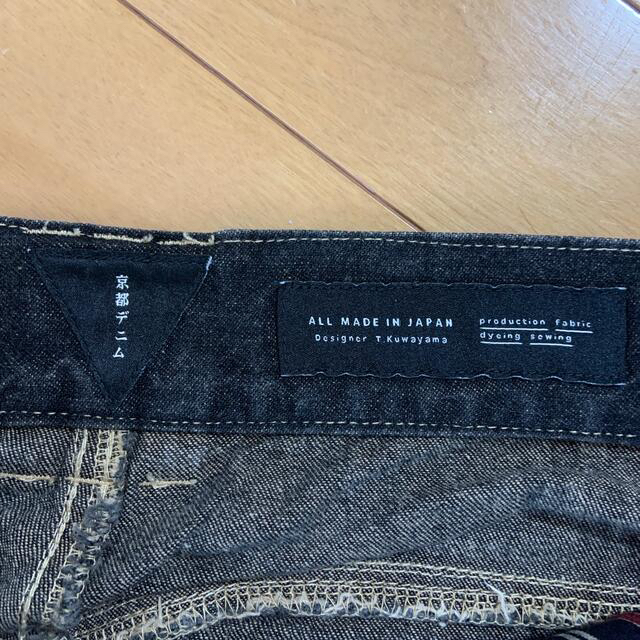 京都デニム
ALL MADE IN JAPAN
Designer T.Kuwayama
production fabric
dyeing sewing